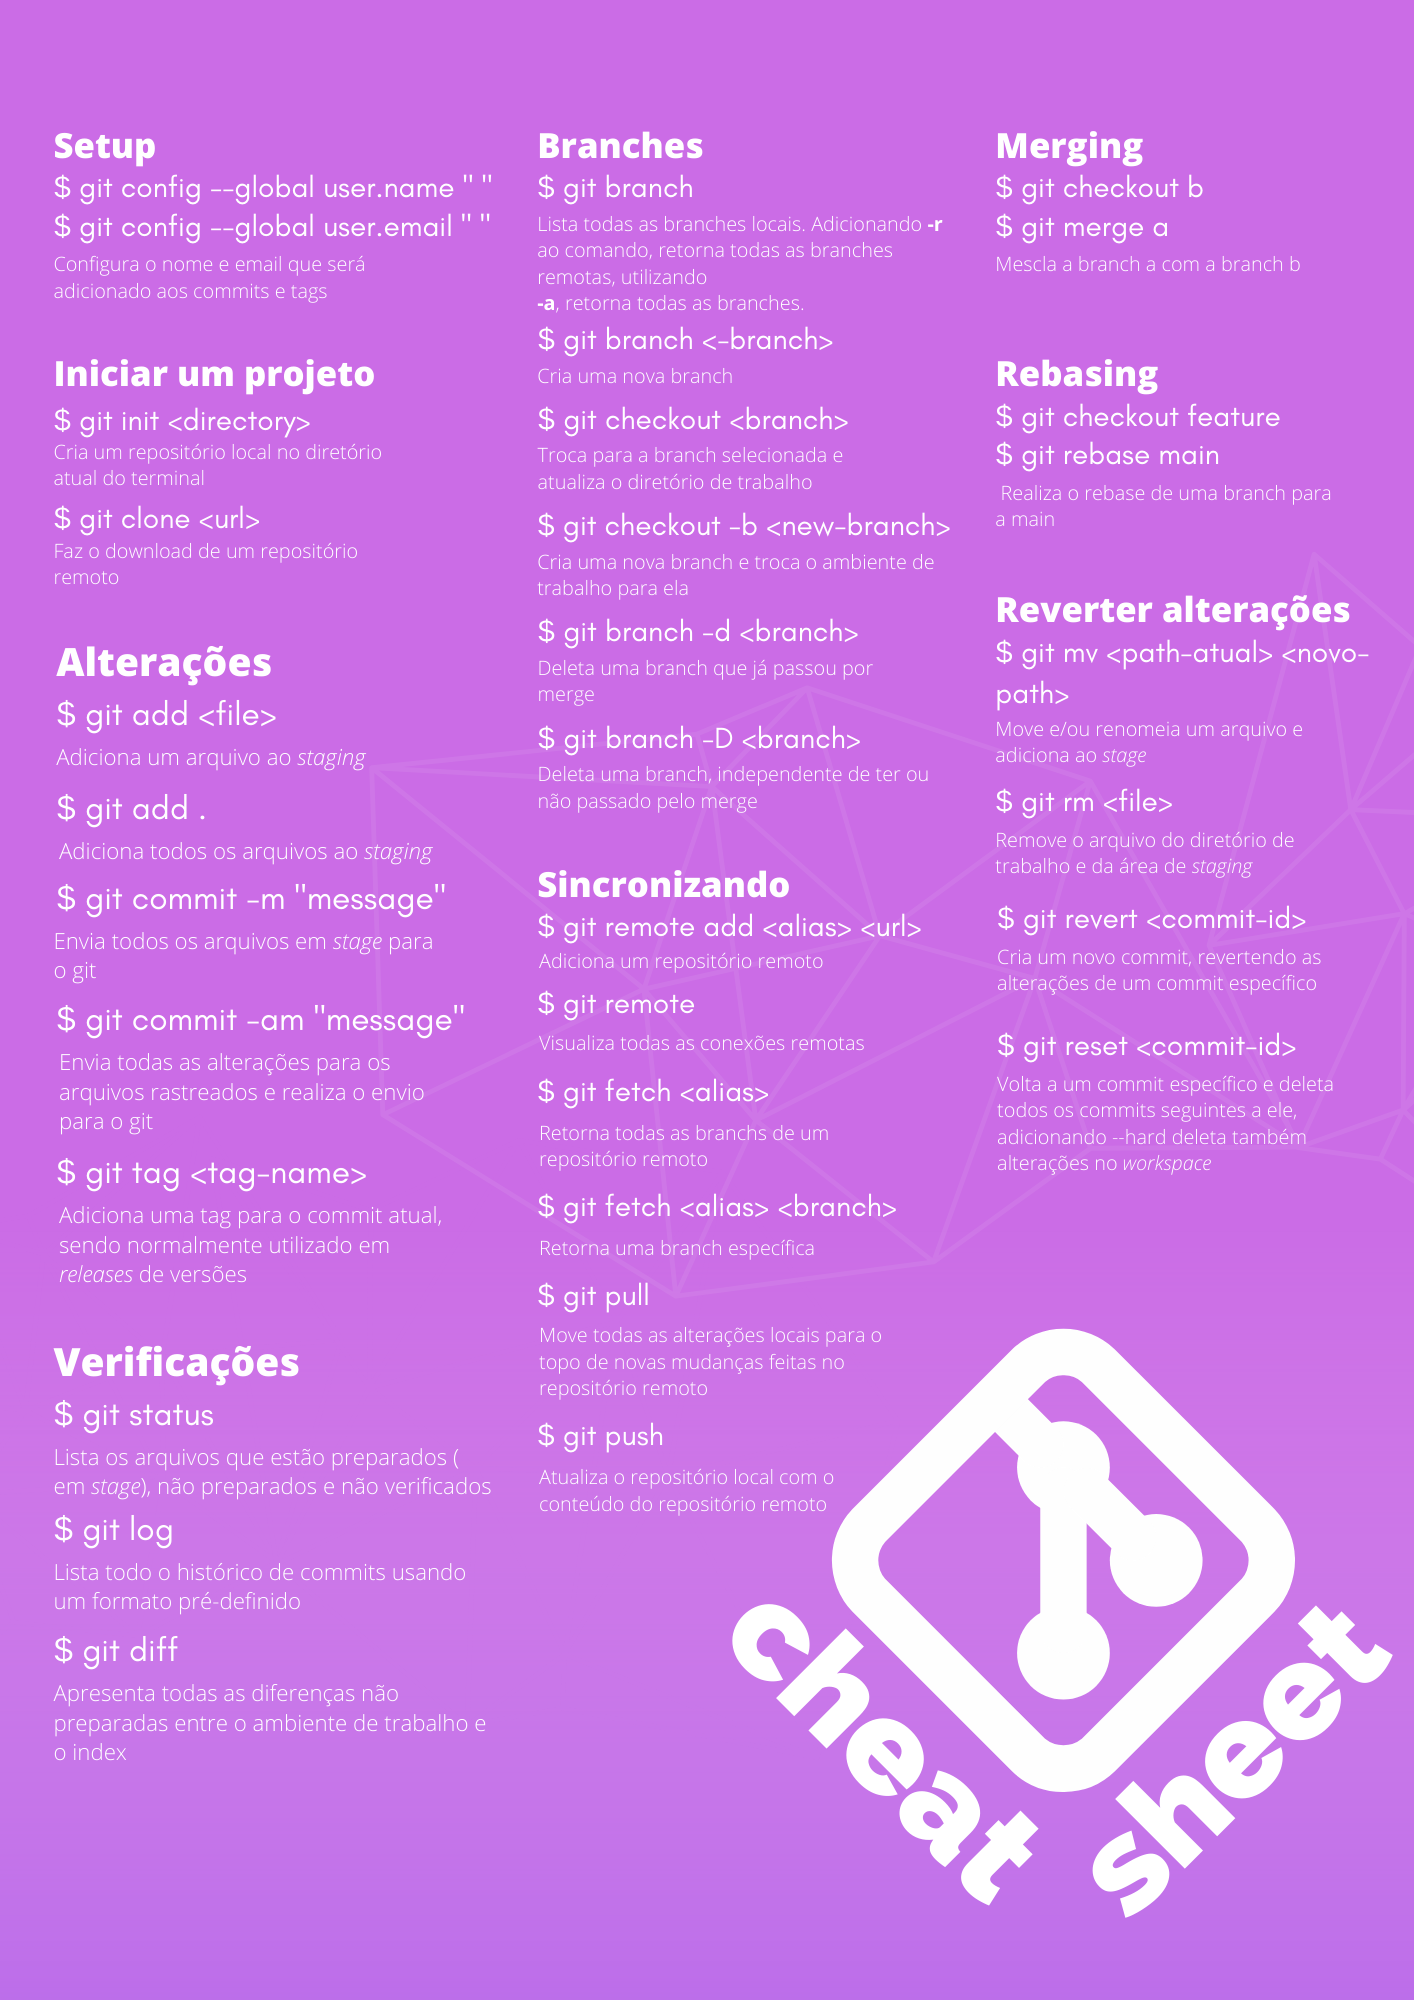 Setup
$ git config --global user.name " "
$ git config --global user.email " "
Configura o nome e email que será
adicionado aos commits e tags
Iniciar um projeto
$ git init <directory>
Cria um repositório local no diretório
atual do terminal
$ git clone <url>
Faz o download de um repositório
remoto
Alterações
$ git add <file>
Adiciona um arquivo ao staging
$ git add .
Adiciona todos os arquivos ao staging
$ git commit -m "message"
Envia todos os arquivos em stage para
o git
$ git commit -am "message"
Envia todas as alterações para os
arquivos rastreados e realiza o envio
para o git
$ git tag <tag-name>
Adiciona uma tag para o commit atual,
sendo normalmente utilizado em
releases de versões
Verificações
$ git status
Lista os arquivos que estão preparados (
em stage), não preparados e não verificados
$ git log
Lista todo o histórico de commits usando
um formato pré-definido
$ git diff
Apresenta todas as diferenças não
preparadas entre o ambiente de trabalho e
o index
Branches
$ git branch
Lista todas as branches locais. Adicionando -r
ao comando, retorna todas as branches
remotas, utilizando
-a, retorna todas as branches.
$ git branch <-branch>
Cria uma nova branch
$ git checkout <branch>
Troca para a branch selecionada e
atualiza o diretório de trabalho
$ git checkout -b <new-branch>
Cria uma nova branch e troca o ambiente de
trabalho para ela
$ git branch -d <branch>
Deleta uma branch que já passou por
merge
$ git branch -D <branch>
Deleta uma branch, independente de ter ou
não passado pelo merge
Sincronizando
$ git remote add <alias> <url>
Adiciona um repositório remoto
$ git remote
Visualiza todas as conexões remotas
$ git fetch <alias>
Retorna todas as branchs de um
repositório remoto
$ git fetch <alias> <branch>
Retorna uma branch específica
$ git pull
Move todas as alterações locais para o
topo de novas mudanças feitas no
repositório remoto
$ git push
Atualiza o repositório local com o
conteúdo do repositório remoto
Merging
$ git checkout b
$ git merge a
Mescla a branch a com a branch b
Rebasing
$ git checkout feature
$ git rebase main
Realiza o rebase de uma branch para
a main
Reverter alterações
$ git mv <path-atual> <novo-
path>
Move e/ou renomeia um arquivo e
adiciona ao stage
$ git rm <file>
Remove o arquivo do diretório de
trabalho e da área de staging
$ git revert <commit-id>
Cria um novo commit, revertendo as
alterações de um commit específico
$ git reset <commit-id>
Volta a um commit específico e deleta
todos os commits seguintes a ele,
adicionando --hard deleta também
alterações no workspace
cheat sheet